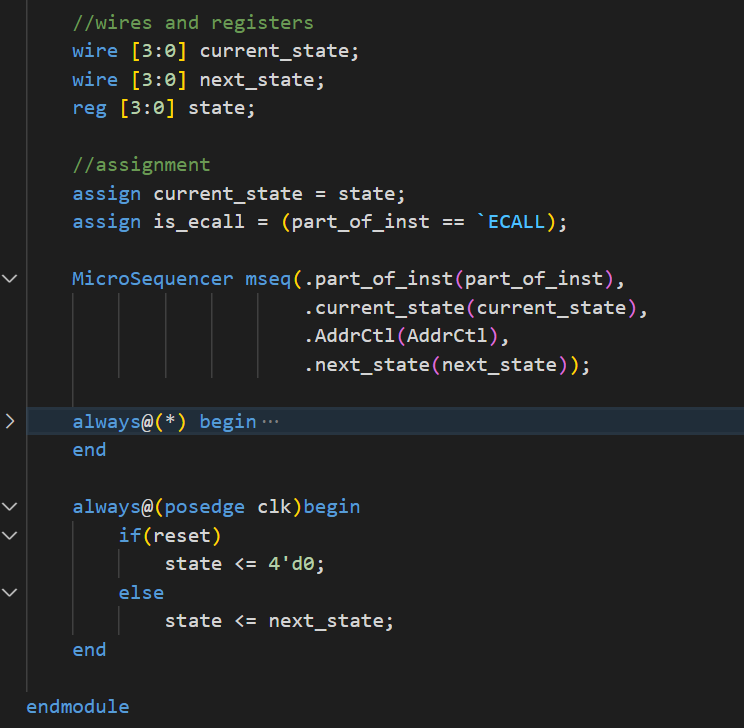 //wires and registers
wire [3:0] current_state;
wire [3:0] next_state;
reg [3:0] state;
//assignment
assign current_state = state;
assign is_ecall = (part_of_inst == `ECALL);
MicroSequencer mseq(.part_of_inst(part_of_inst),
.current_state(current_state),
.AddrCtl(AddrCtl),
.next_state(next_state));
always@(*) begin ···
end
always@(posedge clk)begin
if(reset)
state <= 4'd0;
else
state <= next_state;
end
endmodule